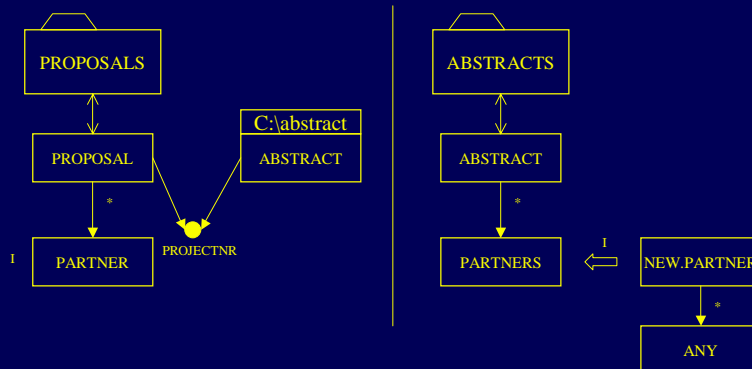 PROPOSALS
C:\abstract
PROPOSAL
ABSTRACT
*
PROJECTNR
I
PARTNER
ABSTRACTS
ABSTRACT
*
I
PARTNERS
NEW.PARTNER
*
ANY